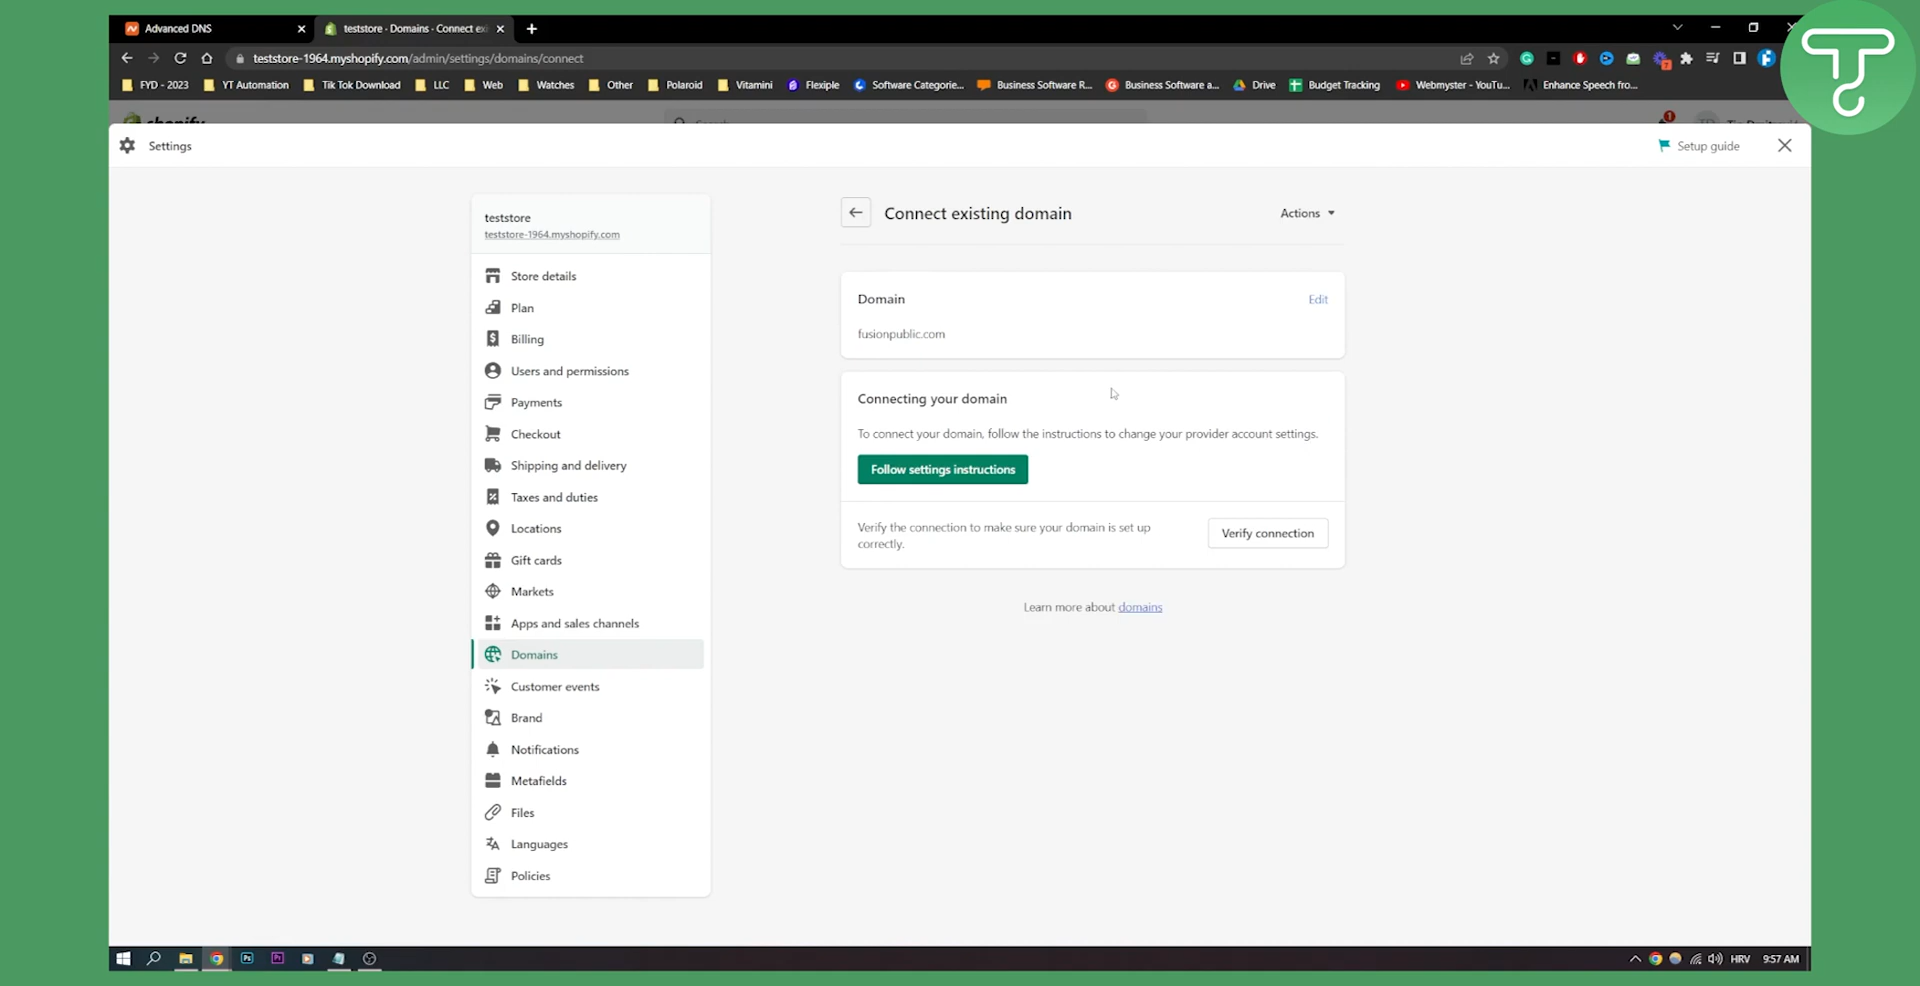 Advanced DNS
teststore - Domains - Connect ex
teststore-1964.myshopify.com/admin/settings/domains/connect
FYD - 2023
YT Automation
Tik Tok Download
LLC
Web
Watches
Other
Polaroid
Vitamini
Flexiple
Software Categorie...
Business Software R...
Business Software a...
Drive
Budget Tracking
Webmyster - YouTu...
Enhance Speech fro...
shopify
Search
1
Settings
Setup guide
teststore
teststore-1964.myshopify.com
Store details
Plan
Billing
Users and permissions
Payments
Checkout
Shipping and delivery
Taxes and duties
Locations
Gift cards
Markets
Apps and sales channels
Domains
Customer events
Brand
Notifications
Metafields
Files
Languages
Policies
Connect existing domain
Actions
Domain
Edit
fusionpublic.com
Connecting your domain
To connect your domain, follow the instructions to change your provider account settings.
Follow settings instructions
Verify the connection to make sure your domain is set up
correctly.
Verify connection
Learn more about domains
Ps
Pr
HRV
9:57 AM